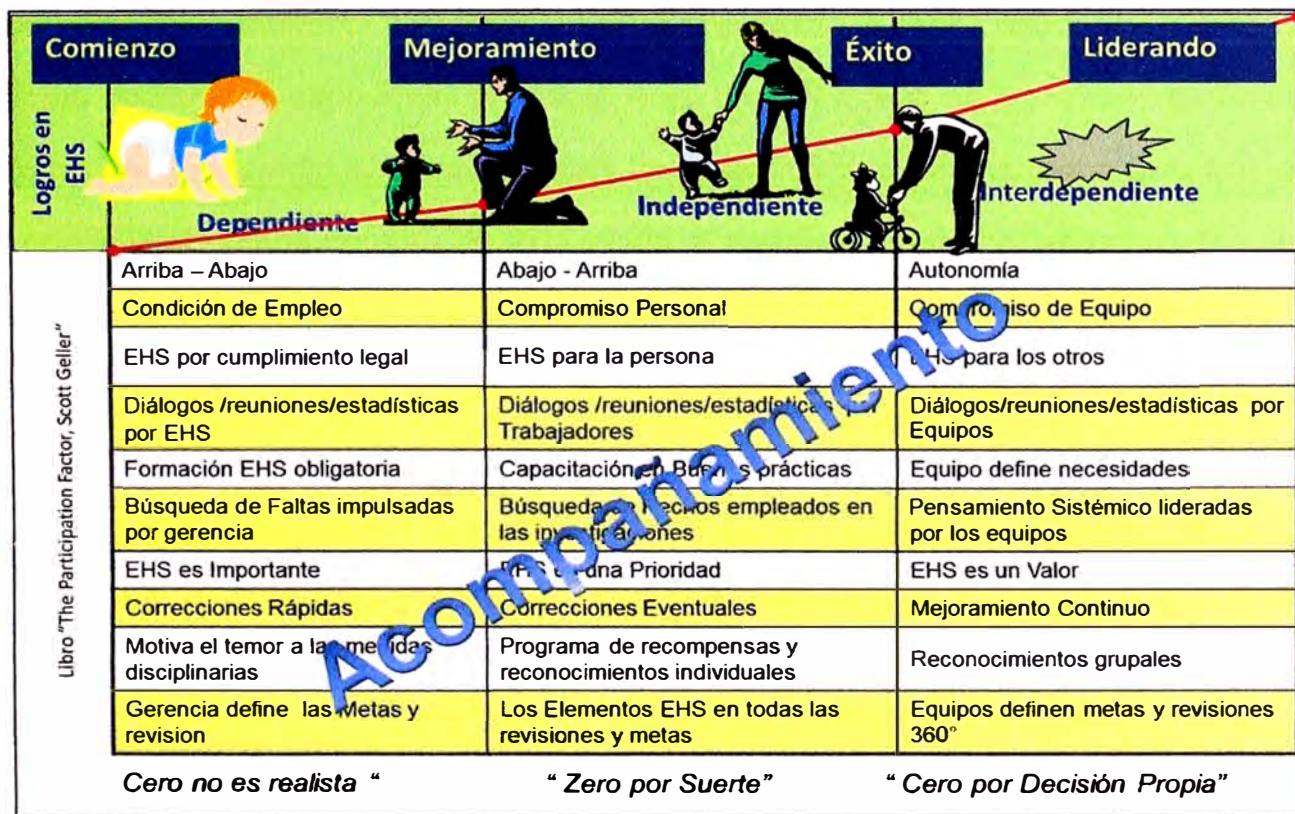 Comienzo
Mejoramiento
Éxito
Liderando
Logros en
EHS
Dependiente
Independiente
Interdependiente
Libro "The Participation Factor, Scott Geller"
Arriba – Abajo
Abajo - Arriba
Autonomía
Condición de Empleo
Compromiso Personal
Compromiso de Equipo
EHS por cumplimiento legal
EHS para la persona
EHS para los otros
Diálogos /reuniones/estadísticas
por EHS
Diálogos /reuniones/estadísticas por
Trabajadores
Diálogos/reuniones/estadísticas por
Equipos
Formación EHS obligatoria
Capacitación en Buenas prácticas
Equipo define necesidades
Búsqueda de Faltas impulsadas
por gerencia
Búsqueda de Hechos empleados en
las investigaciones
Pensamiento Sistémico lideradas
por los equipos
EHS es Importante
EHS es una Prioridad
EHS es un Valor
Correcciones Rápidas
Correcciones Eventuales
Mejoramiento Continuo
Motiva el temor a las medidas
disciplinarias
Programa de recompensas y
reconocimientos individuales
Reconocimientos grupales
Gerencia define las Metas y
revision
Los Elementos EHS en todas las
revisiones y metas
Equipos definen metas y revisiones
360°
Acompañamiento
Cero no es realista “
“ Zero por Suerte”
“ Cero por Decisión Propia”